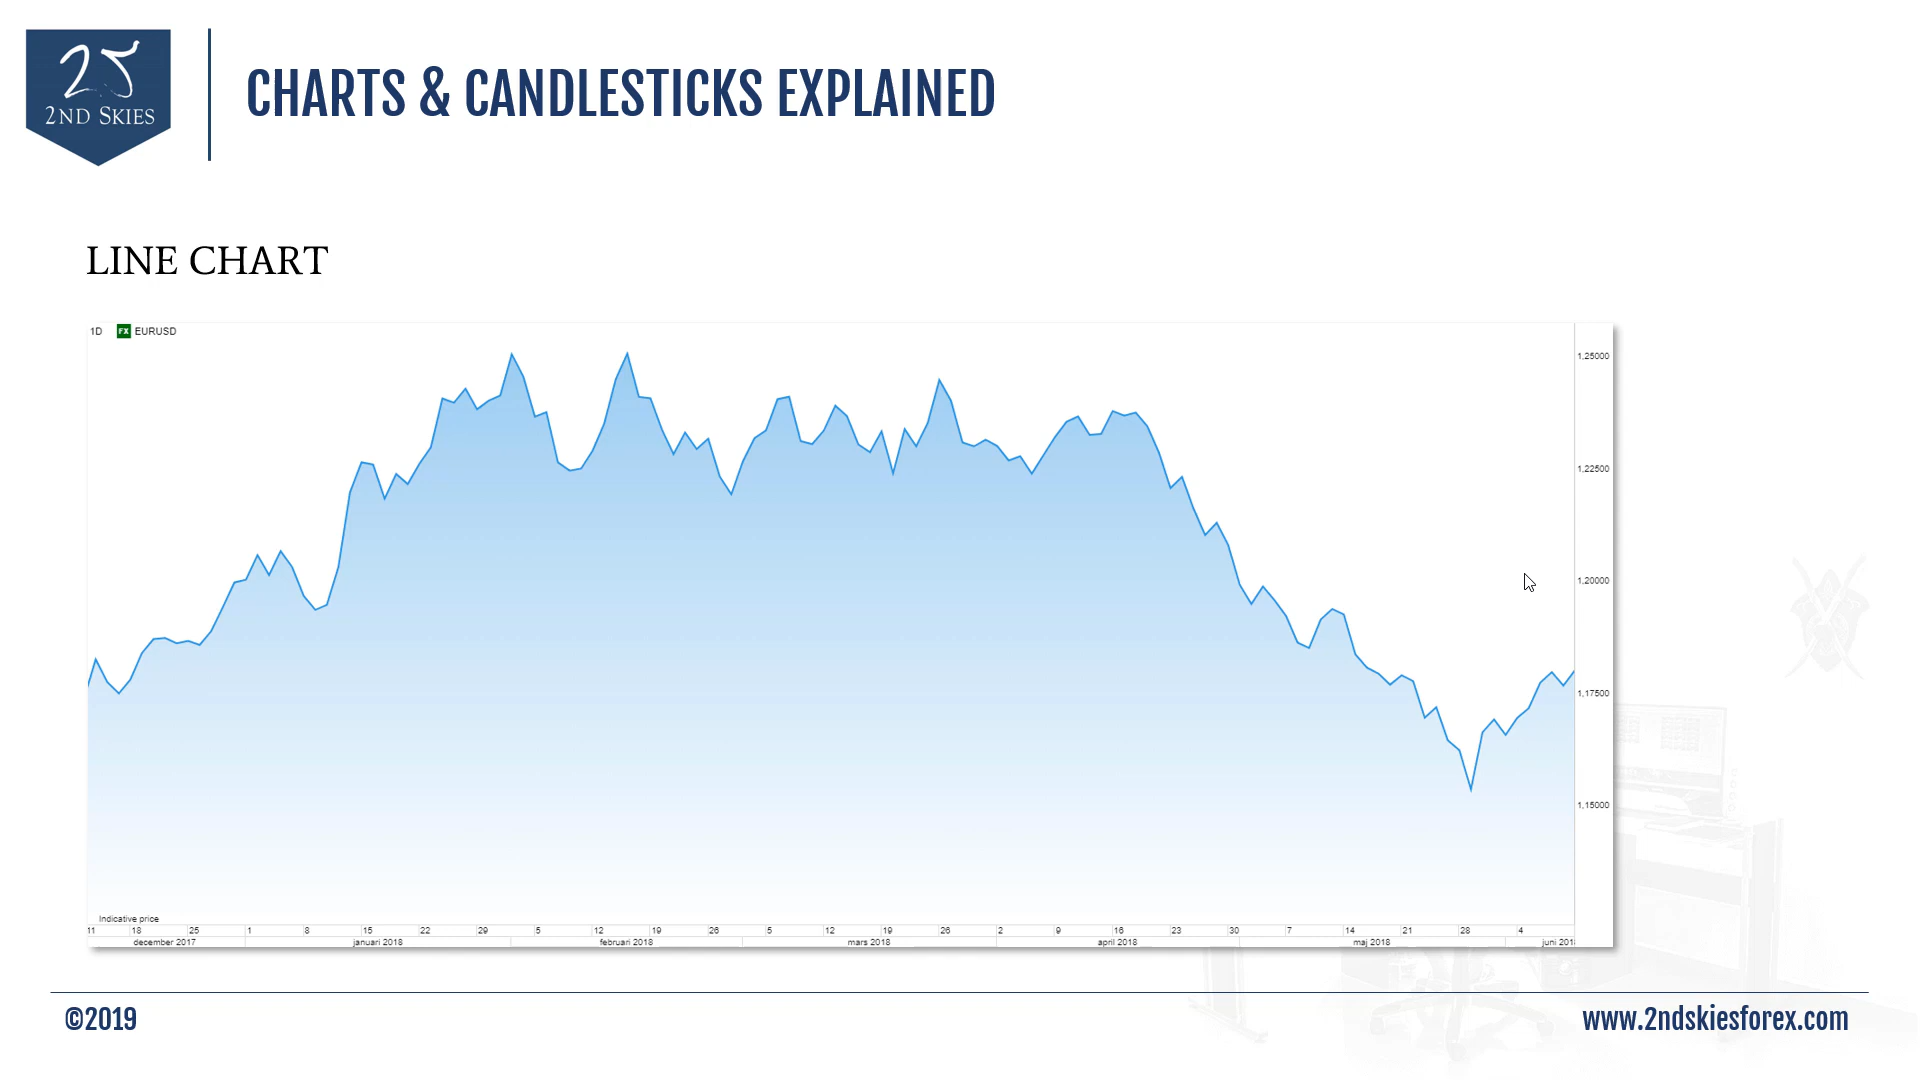 25
2ND SKIES
CHARTS & CANDLESTICKS EXPLAINED
LINE CHART
1D FX EURUSD
1,25000
1,22500
1,20000
1,17500
1,15000
Indicative price
11 18 25 1 8 15 22 29 5 12 19 26 5 12 19 26 2 9 16 23 30 7 14 21 28 4
december 2017 januari 2018 februari 2018 mars 2018 april 2018 maj 2018 juni 201
©2019
www.2ndskiesforex.com